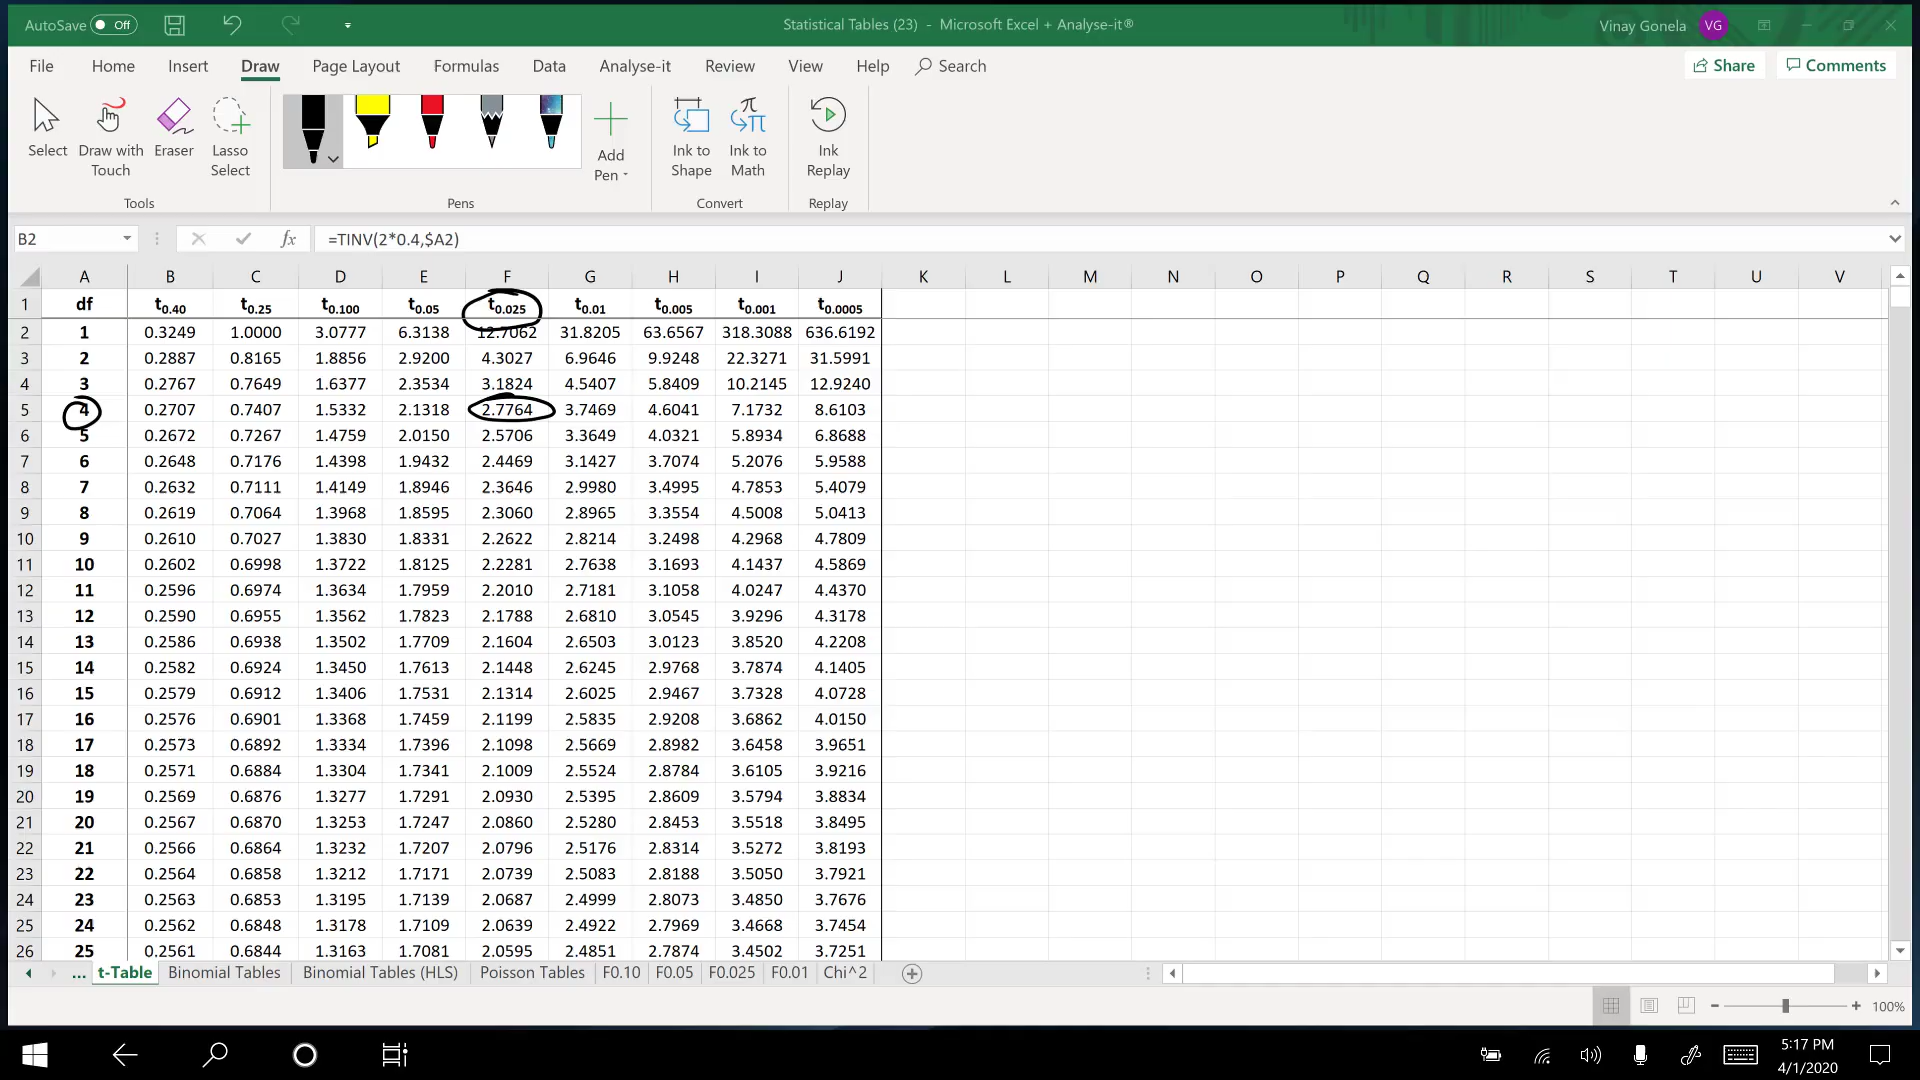 AutoSave Off Statistical Tables (23) - Microsoft Excel + Analyse-it® Vinay Gonela VG
File Home Insert Draw Page Layout Formulas Data Analyse-it Review View Help Search Share Comments
Select Draw with Touch Eraser Lasso Select Add Pen Ink to Shape Ink to Math Ink Replay
Tools Pens Convert Replay
B2 fx =TINV(2*0.4,$A2)
A B C D E F G H I J K L M N O P Q R S T U V
1 df t0.40 t0.25 t0.100 t0.05 t0.025 t0.01 t0.005 t0.001 t0.0005
2 1 0.3249 1.0000 3.0777 6.3138 12.7062 31.8205 63.6567 318.3088 636.6192
3 2 0.2887 0.8165 1.8856 2.9200 4.3027 6.9646 9.9248 22.3271 31.5991
4 3 0.2767 0.7649 1.6377 2.3534 3.1824 4.5407 5.8409 10.2145 12.9240
5 4 0.2707 0.7407 1.5332 2.1318 2.7764 3.7469 4.6041 7.1732 8.6103
6 5 0.2672 0.7267 1.4759 2.0150 2.5706 3.3649 4.0321 5.8934 6.8688
7 6 0.2648 0.7176 1.4398 1.9432 2.4469 3.1427 3.7074 5.2076 5.9588
8 7 0.2632 0.7111 1.4149 1.8946 2.3646 2.9980 3.4995 4.7853 5.4079
9 8 0.2619 0.7064 1.3968 1.8595 2.3060 2.8965 3.3554 4.5008 5.0413
10 9 0.2610 0.7027 1.3830 1.8331 2.2622 2.8214 3.2498 4.2968 4.7809
11 10 0.2602 0.6998 1.3722 1.8125 2.2281 2.7638 3.1693 4.1437 4.5869
12 11 0.2596 0.6974 1.3634 1.7959 2.2010 2.7181 3.1058 4.0247 4.4370
13 12 0.2590 0.6955 1.3562 1.7823 2.1788 2.6810 3.0545 3.9296 4.3178
14 13 0.2586 0.6938 1.3502 1.7709 2.1604 2.6503 3.0123 3.8520 4.2208
15 14 0.2582 0.6924 1.3450 1.7613 2.1448 2.6245 2.9768 3.7874 4.1405
16 15 0.2579 0.6912 1.3406 1.7531 2.1314 2.6025 2.9467 3.7328 4.0728
17 16 0.2576 0.6901 1.3368 1.7459 2.1199 2.5835 2.9208 3.6862 4.0150
18 17 0.2573 0.6892 1.3334 1.7396 2.1098 2.5669 2.8982 3.6458 3.9651
19 18 0.2571 0.6884 1.3304 1.7341 2.1009 2.5524 2.8784 3.6105 3.9216
20 19 0.2569 0.6876 1.3277 1.7291 2.0930 2.5395 2.8609 3.5794 3.8834
21 20 0.2567 0.6870 1.3253 1.7247 2.0860 2.5280 2.8453 3.5518 3.8495
22 21 0.2566 0.6864 1.3232 1.7207 2.0796 2.5176 2.8314 3.5272 3.8193
23 22 0.2564 0.6858 1.3212 1.7171 2.0739 2.5083 2.8188 3.5050 3.7921
24 23 0.2563 0.6853 1.3195 1.7139 2.0687 2.4999 2.8073 3.4850 3.7676
25 24 0.2562 0.6848 1.3178 1.7109 2.0639 2.4922 2.7969 3.4668 3.7454
26 25 0.2561 0.6844 1.3163 1.7081 2.0595 2.4851 2.7874 3.4502 3.7251
... t-Table Binomial Tables Binomial Tables (HLS) Poisson Tables F0.10 F0.05 F0.025 F0.01 Chi^2
100%
5:17 PM
4/1/2020